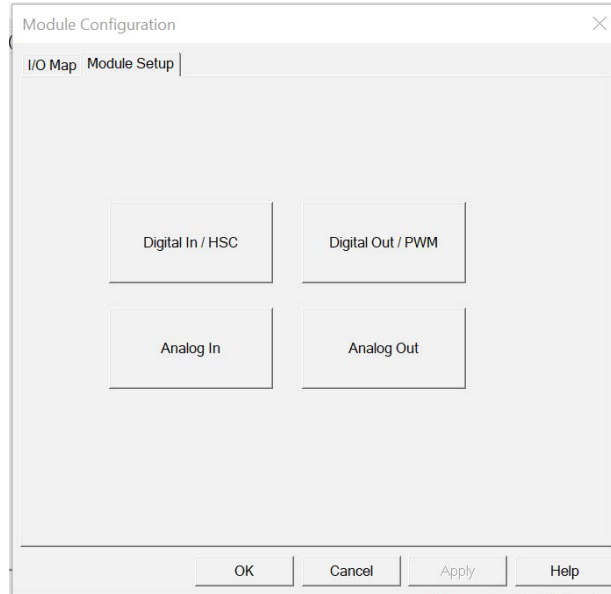 Module Configuration
I/O Map Module Setup
Digital In / HSC Digital Out / PWM
Analog In Analog Out
OK Cancel Apply Help